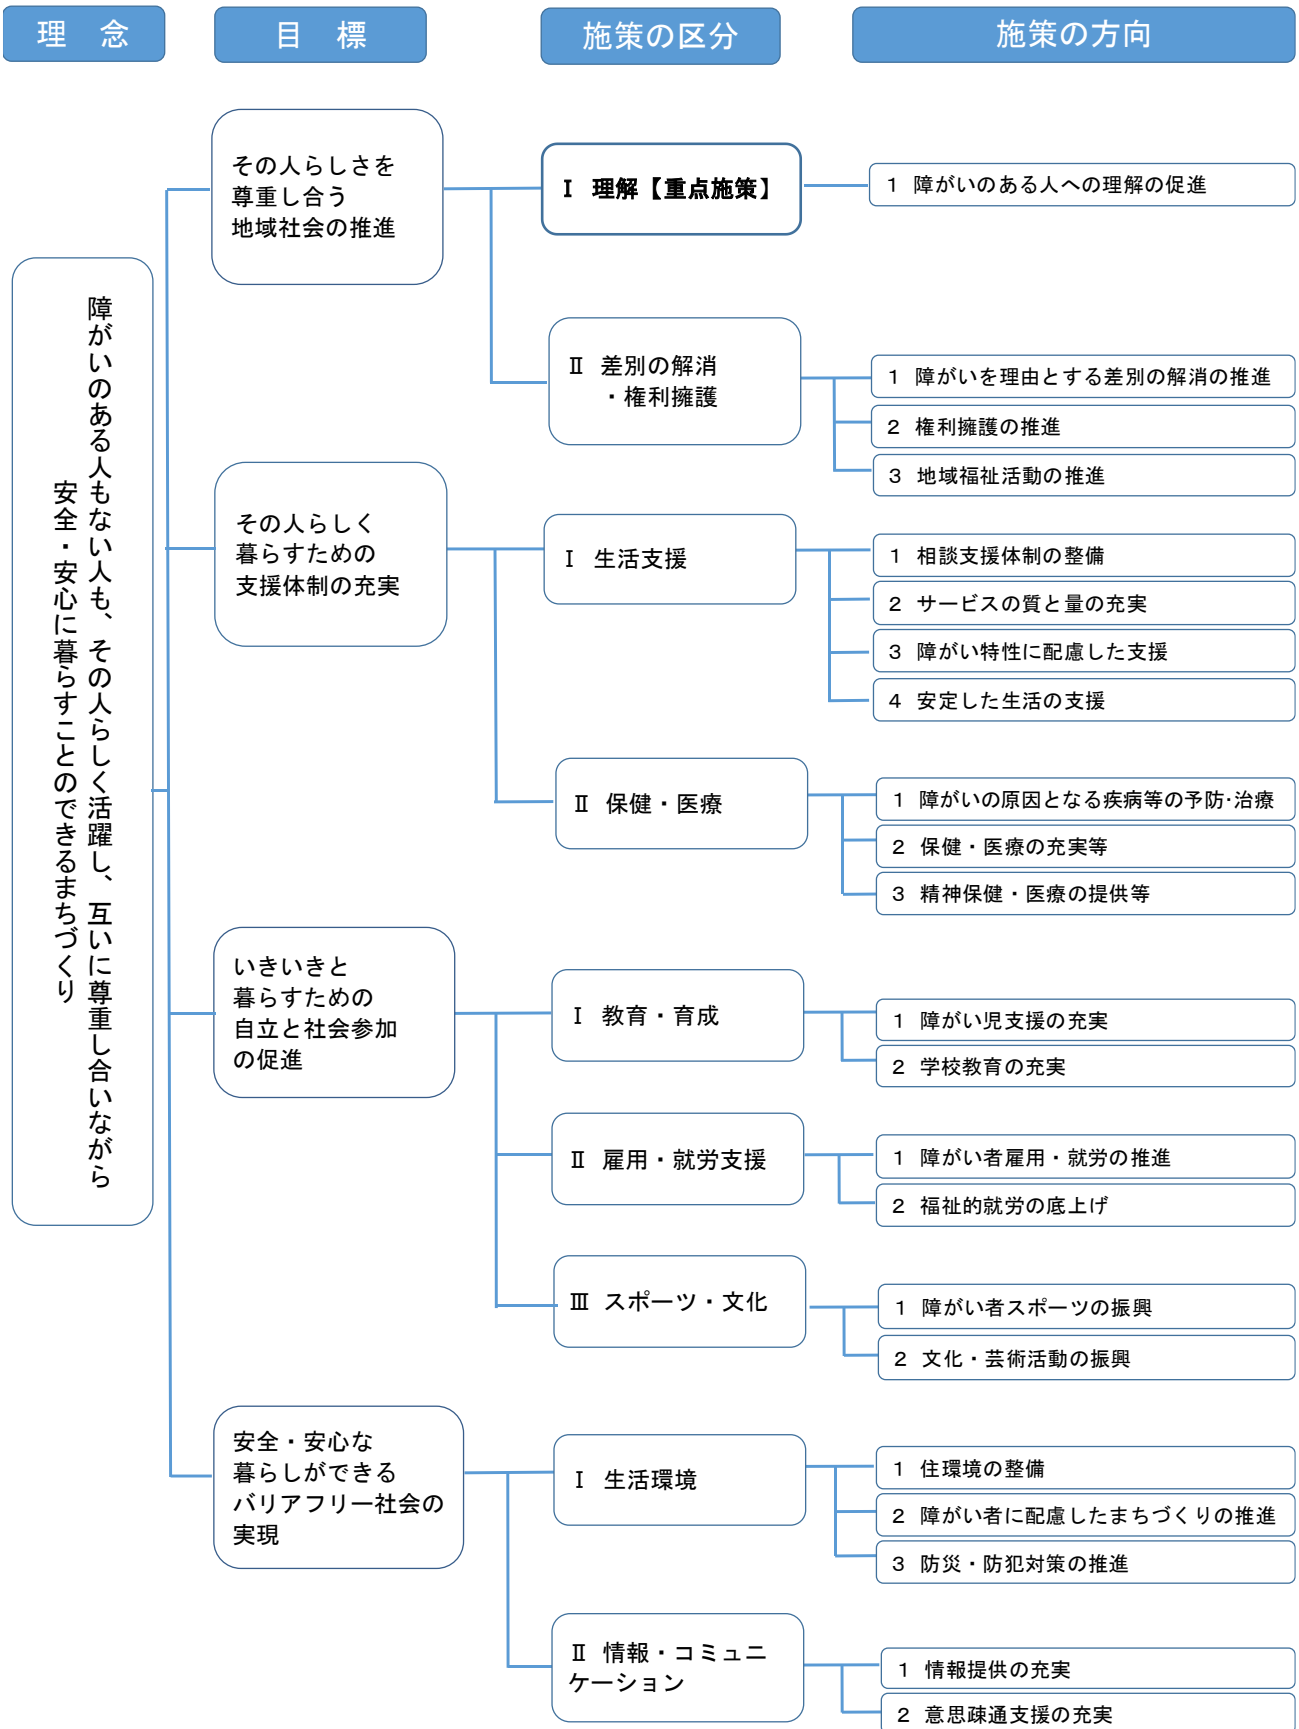 理　念
目　標
施策の区分
施策の方向
障がいのある人もない人も、その人らしく活躍し、互いに尊重し合いながら
安全・安心に暮らすことのできるまちづくり
その人らしさを
尊重し合う
地域社会の推進
Ⅰ 理解【重点施策】
1 障がいのある人への理解の促進
Ⅱ 差別の解消
・権利擁護
1 障がいを理由とする差別の解消の推進
2 権利擁護の推進
3 地域福祉活動の推進
その人らしく
暮らすための
支援体制の充実
Ⅰ 生活支援
1 相談支援体制の整備
2 サービスの質と量の充実
3 障がい特性に配慮した支援
4 安定した生活の支援
Ⅱ 保健・医療
1 障がいの原因となる疾病等の予防･治療
2 保健・医療の充実等
3 精神保健・医療の提供等
いきいきと
暮らすための
自立と社会参加
の促進
Ⅰ 教育・育成
1 障がい児支援の充実
2 学校教育の充実
Ⅱ 雇用・就労支援
1 障がい者雇用・就労の推進
2 福祉的就労の底上げ
Ⅲ スポーツ・文化
1 障がい者スポーツの振興
2 文化・芸術活動の振興
安全・安心な
暮らしができる
バリアフリー社会の
実現
Ⅰ 生活環境
1 住環境の整備
2 障がい者に配慮したまちづくりの推進
3 防災・防犯対策の推進
Ⅱ 情報・コミュニ
ケーション
1 情報提供の充実
2 意思疎通支援の充実